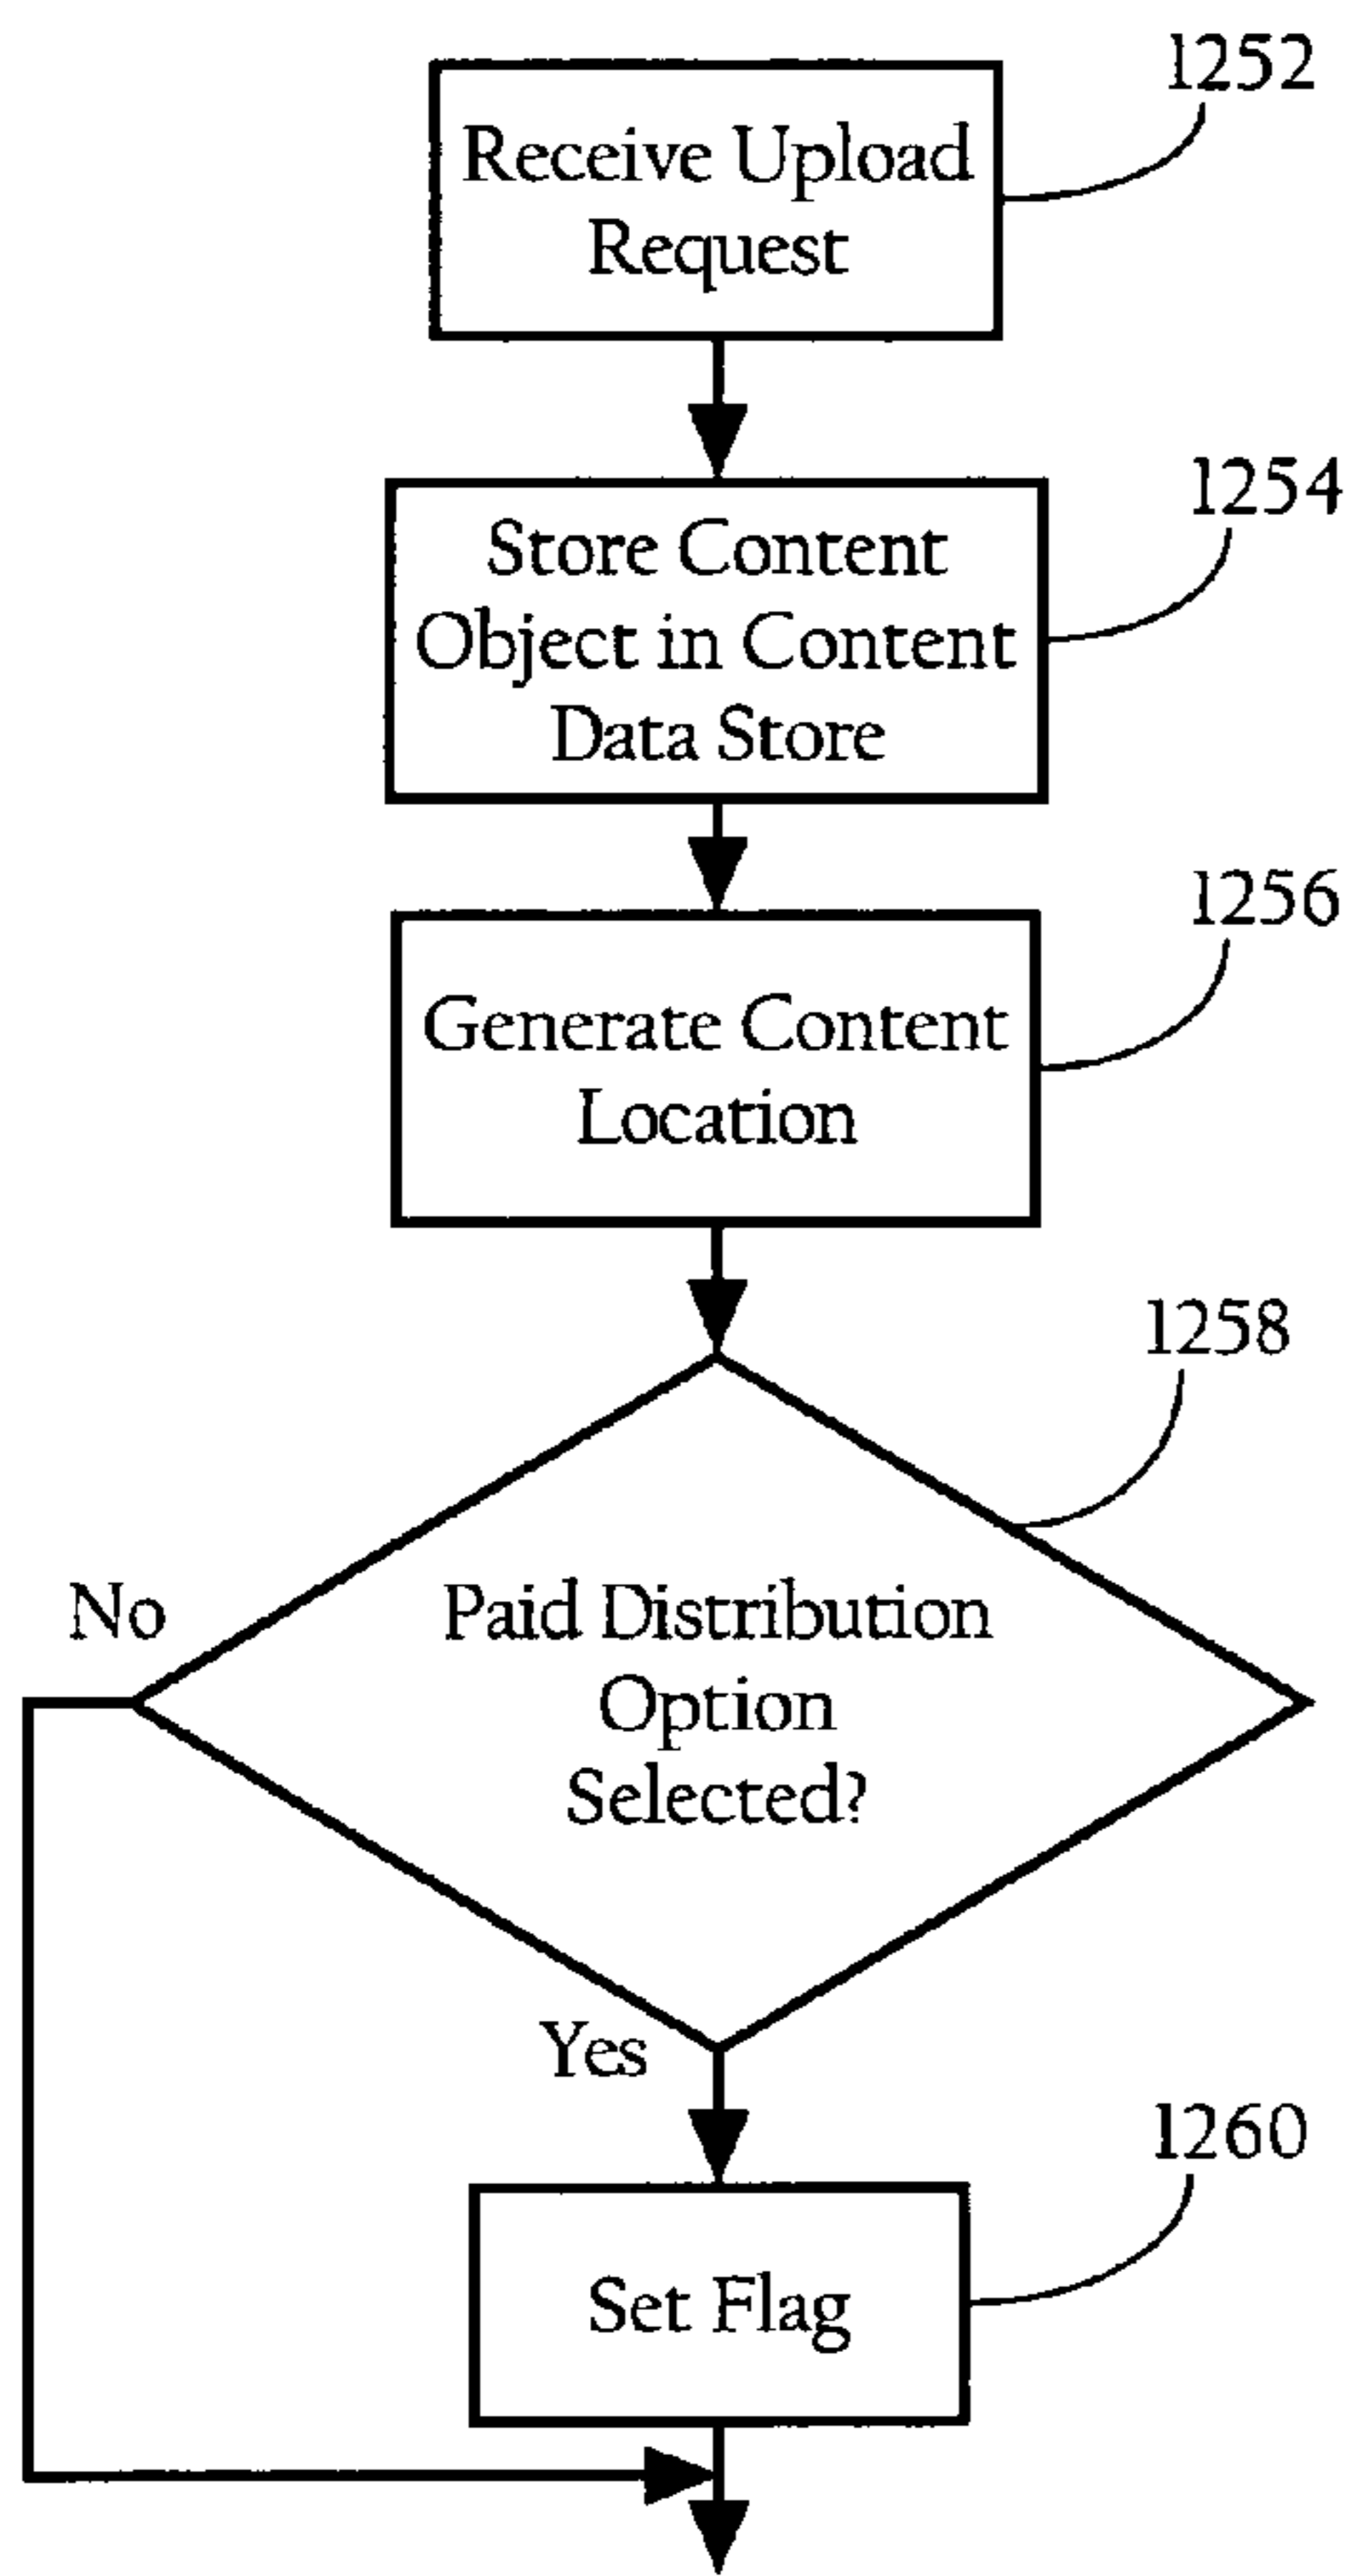 1252
Receive Upload
Request
1254
Store Content
Object in Content
Data Store
1256
Generate Content
Location
1258
No
Paid Distribution
Option
Selected?
Yes
1260
Set Flag